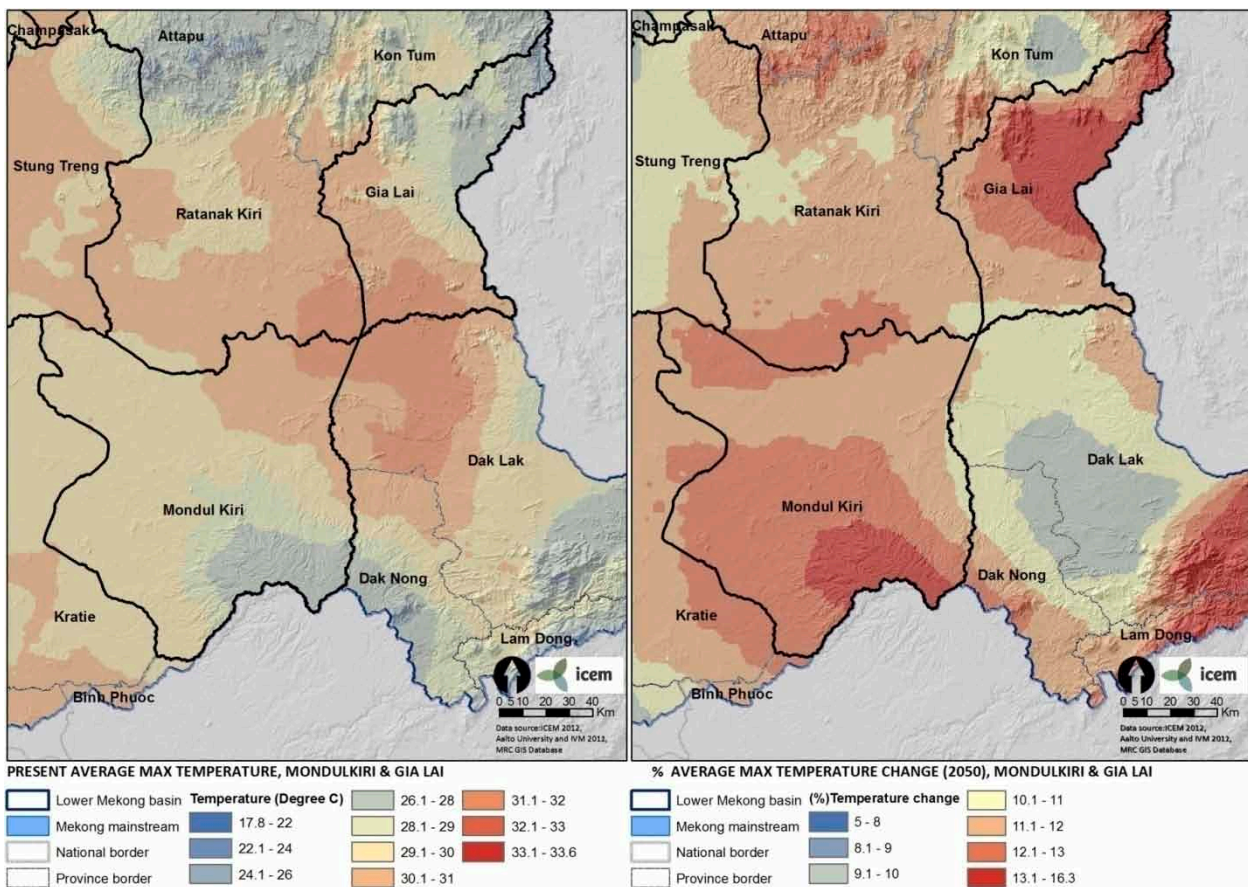 Champasak
Attapu
Kon Tum
Stung Treng
Gia Lai
Ratanak Kiri
Dak Lak
Mondul Kiri
Dak Nong
Kratie
Lam Dong
Binh Phuoc
icem
0 5 10 20 30 40
Km
Data source:ICEM 2012,
Aalto University and IVM 2012,
MRC GIS Database
Champasak
Attapu
Kon Tum
Stung Treng
Gia Lai
Ratanak Kiri
Dak Lak
Mondul Kiri
Dak Nong
Kratie
Lam Dong
Binh Phuoc
icem
0 5 10 20 30 40
Km
Data source:ICEM 2012,
Aalto University and IVM 2012,
MRC GIS Database
PRESENT AVERAGE MAX TEMPERATURE, MONDULKIRI & GIA LAI
Lower Mekong basin
Mekong mainstream
National border
Province border
Temperature (Degree C)
17.8 - 22
22.1 - 24
24.1 - 26
26.1 - 28
28.1 - 29
29.1 - 30
30.1 - 31
31.1 - 32
32.1 - 33
33.1 - 33.6
% AVERAGE MAX TEMPERATURE CHANGE (2050), MONDULKIRI & GIA LAI
Lower Mekong basin
Mekong mainstream
National border
Province border
(%)Temperature change
5 - 8
8.1 - 9
9.1 - 10
10.1 - 11
11.1 - 12
12.1 - 13
13.1 - 16.3